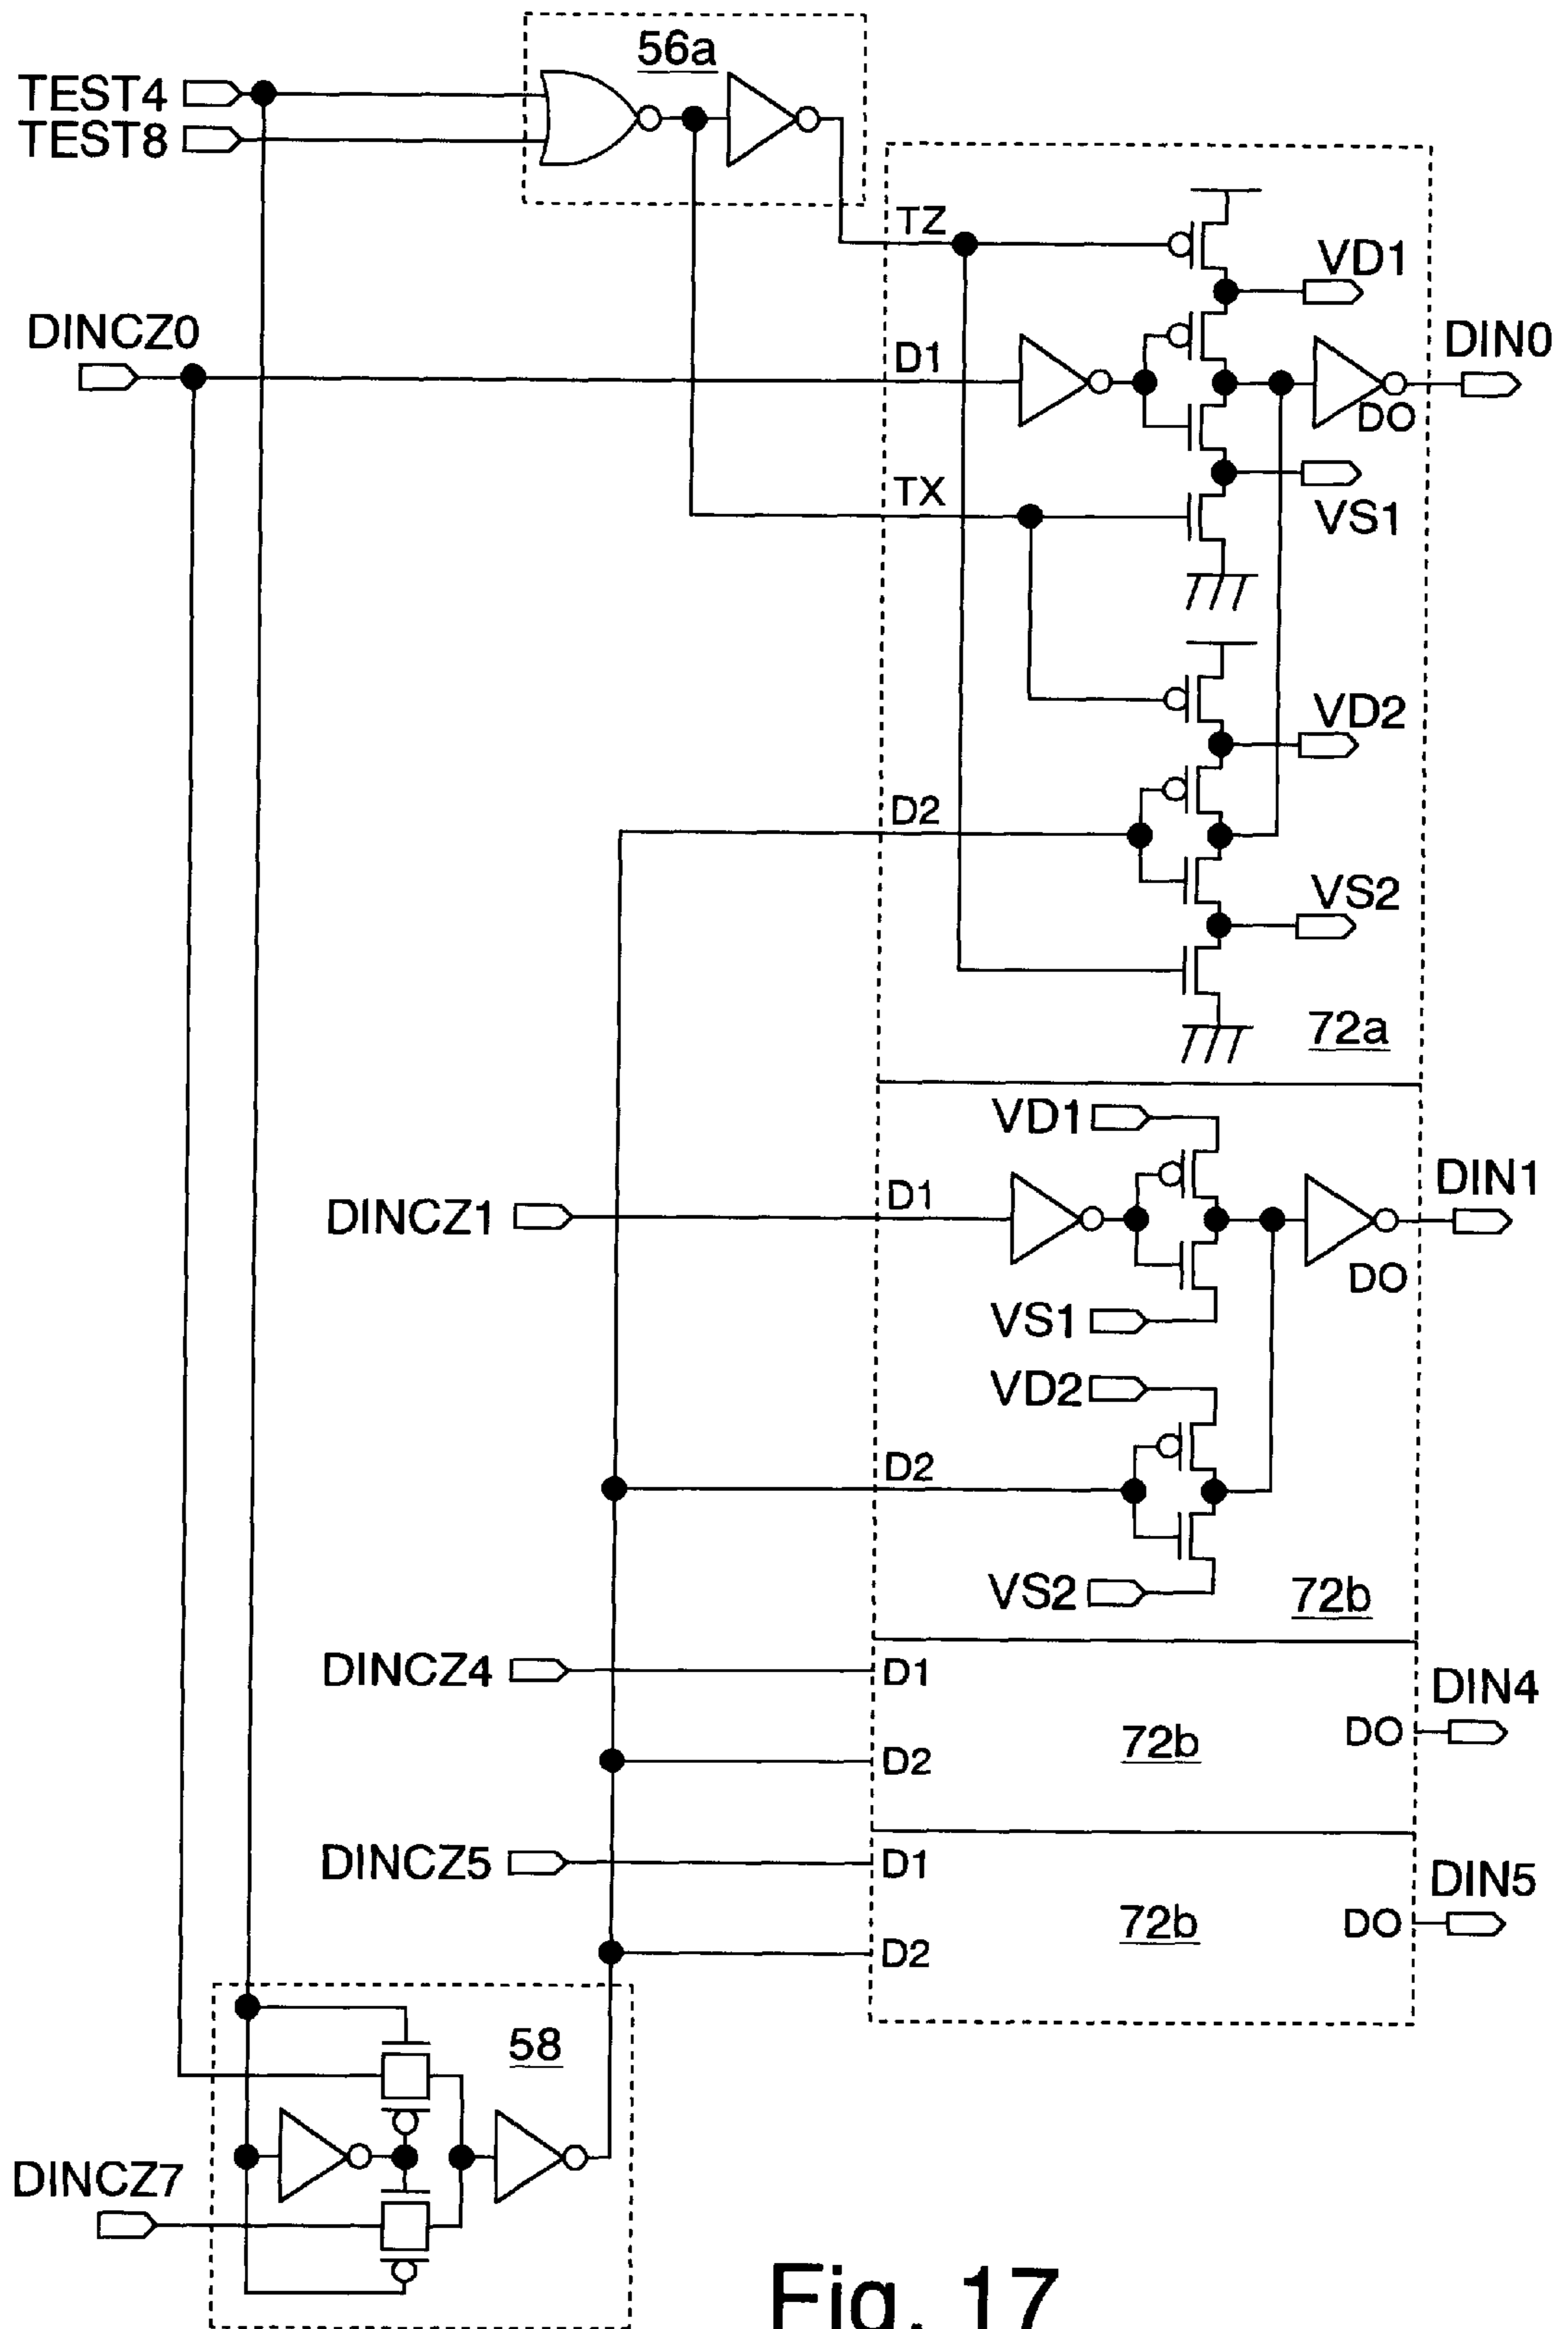 56a
TEST4
TEST8
TZ
VD1
DINCZ0
DIN0
D1
DO
TX
VS1
VD2
D2
VS2
72a
VD1
DIN1
D1
DINCZ1
DO
VS1
VD2
D2
VS2
72b
DINCZ4
D1
DIN4
72b
DO
D2
DINCZ5
D1
DIN5
72b
DO
D2
58
DINCZ7
Fig. 17